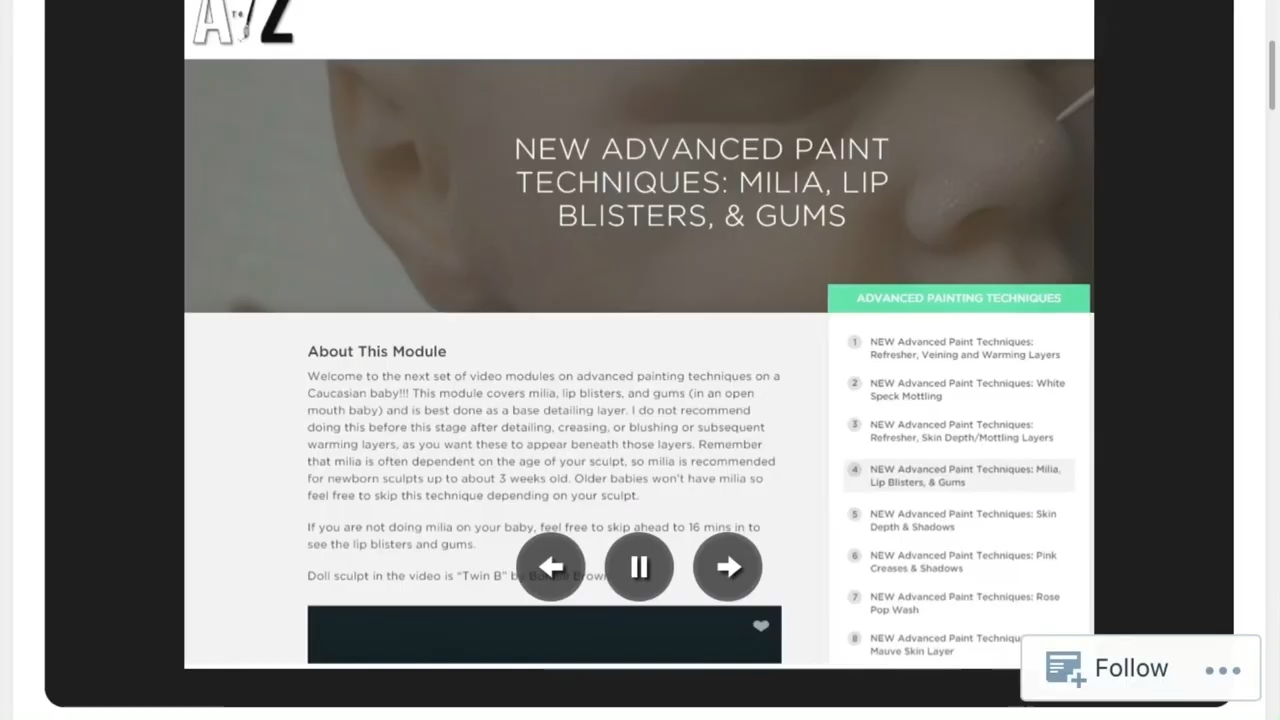 A TO Z
NEW ADVANCED PAINT
TECHNIQUES: MILIA, LIP
BLISTERS, & GUMS
ADVANCED PAINTING TECHNIQUES
About This Module
Welcome to the next set of video modules on advanced painting techniques on a
Caucasian baby!!! This module covers milia, lip blisters, and gums (in an open
mouth baby) and is best done as a base detailing layer. I do not recommend
doing this before this stage after detailing, creasing, or blushing or subsequent
warming layers, as you want these to appear beneath those layers. Remember
that milia is often dependent on the age of your sculpt, so milia is recommended
for newborn sculpts up to about 3 weeks old. Older babies won't have milia so
feel free to skip this technique depending on your sculpt.
If you are not doing milia on your baby, feel free to skip ahead to 16 mins in to
see the lip blisters and gums.
Doll sculpt in the video is "Twin B" by Bonnie Brown
1 NEW Advanced Paint Techniques:
Refresher, Veining and Warming Layers
2 NEW Advanced Paint Techniques: White
Speck Mottling
3 NEW Advanced Paint Techniques:
Refresher, Skin Depth/Mottling Layers
4 NEW Advanced Paint Techniques: Milia,
Lip Blisters, & Gums
5 NEW Advanced Paint Techniques: Skin
Depth & Shadows
6 NEW Advanced Paint Techniques: Pink
Creases & Shadows
7 NEW Advanced Paint Techniques: Rose
Pop Wash
8 NEW Advanced Paint Techniqu
Mauve Skin Layer
Follow